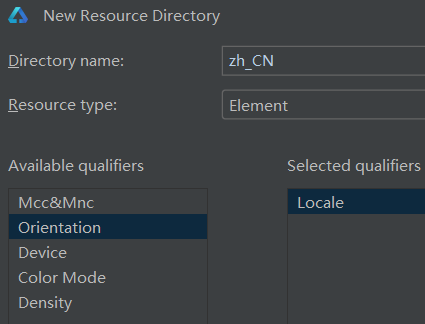 New Resource Directory
Directory name: zh_CN
Resource type: Element
Available qualifiers Selected qualifiers
Mcc&Mnc Locale
Orientation
Device
Color Mode
Density